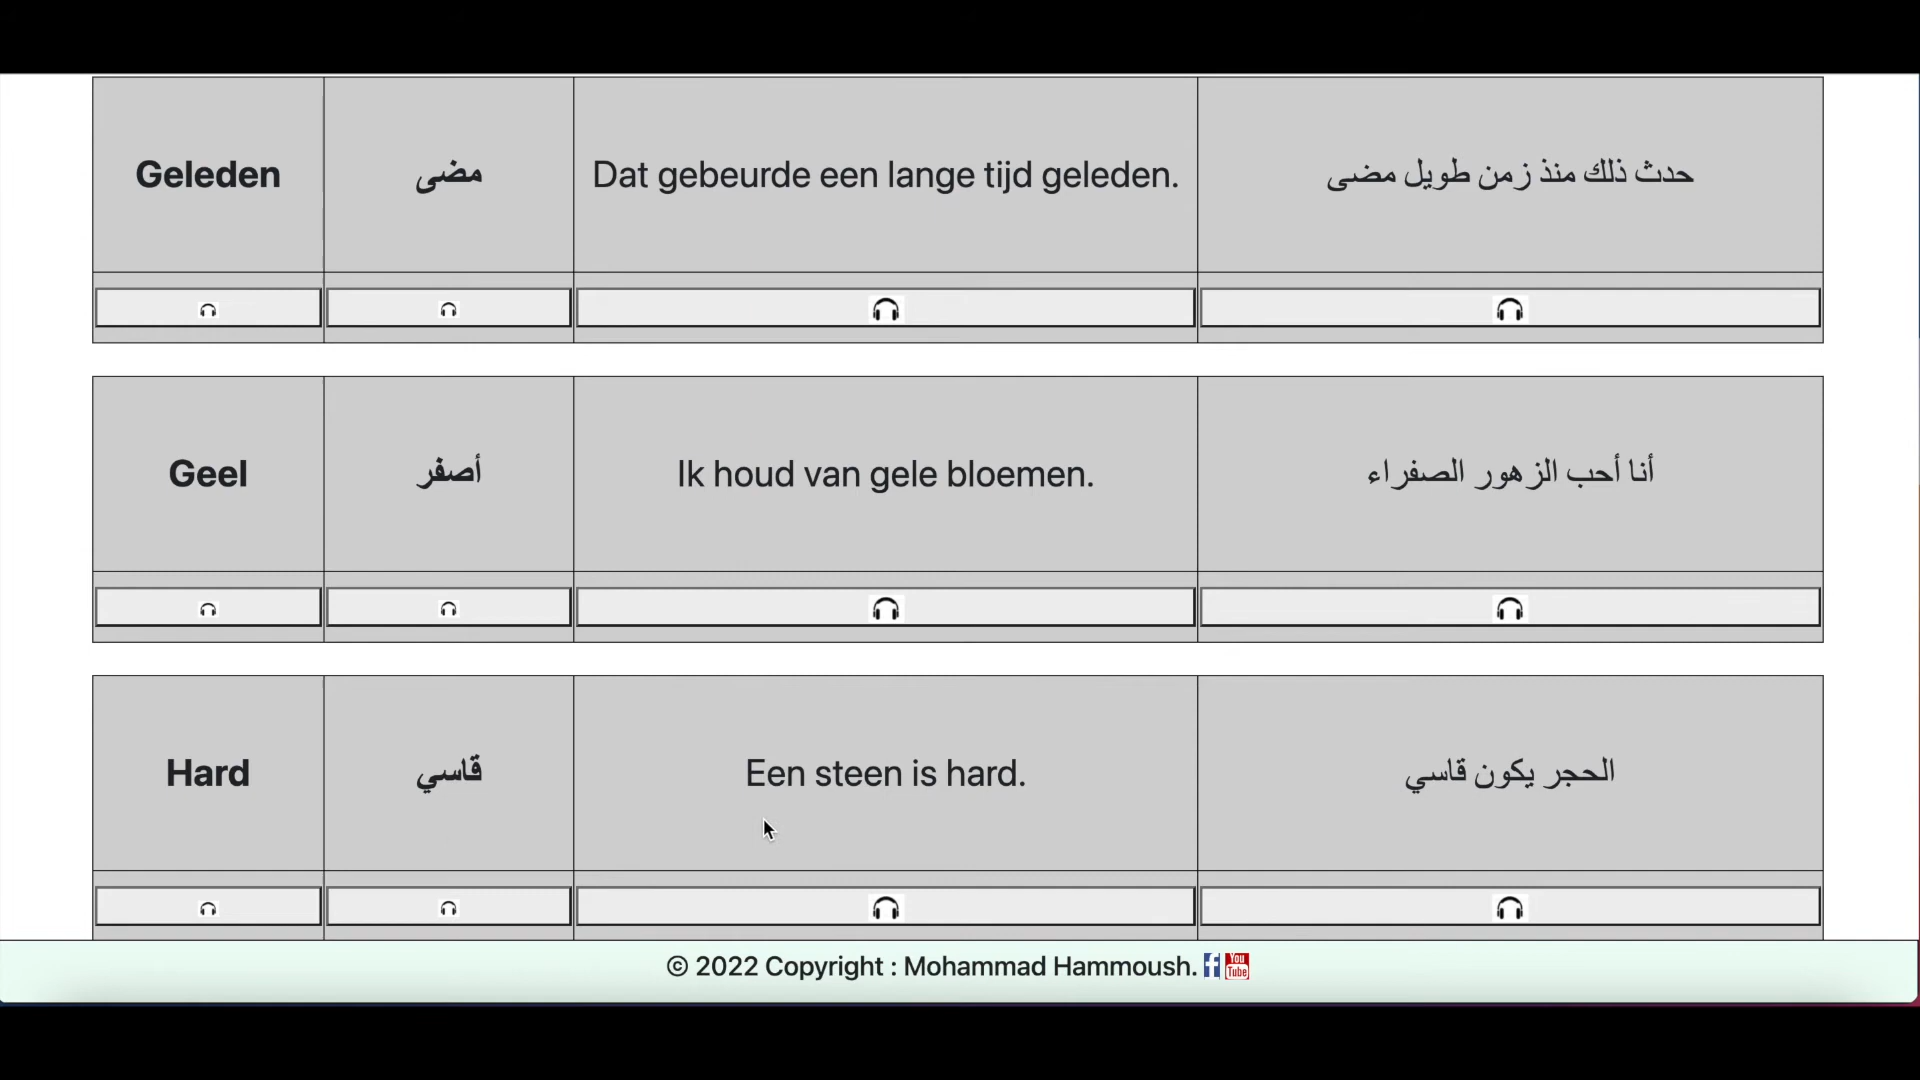 Geleden
مضى
Dat gebeurde een lange tijd geleden.
حدث ذلك منذ زمن طويل مضى
Geel
أصفر
Ik houd van gele bloemen.
أنا أحب الزهور الصفراء
Hard
قاسي
Een steen is hard.
الحجر يكون قاسي
© 2022 Copyright : Mohammad Hammoush. f You Tube